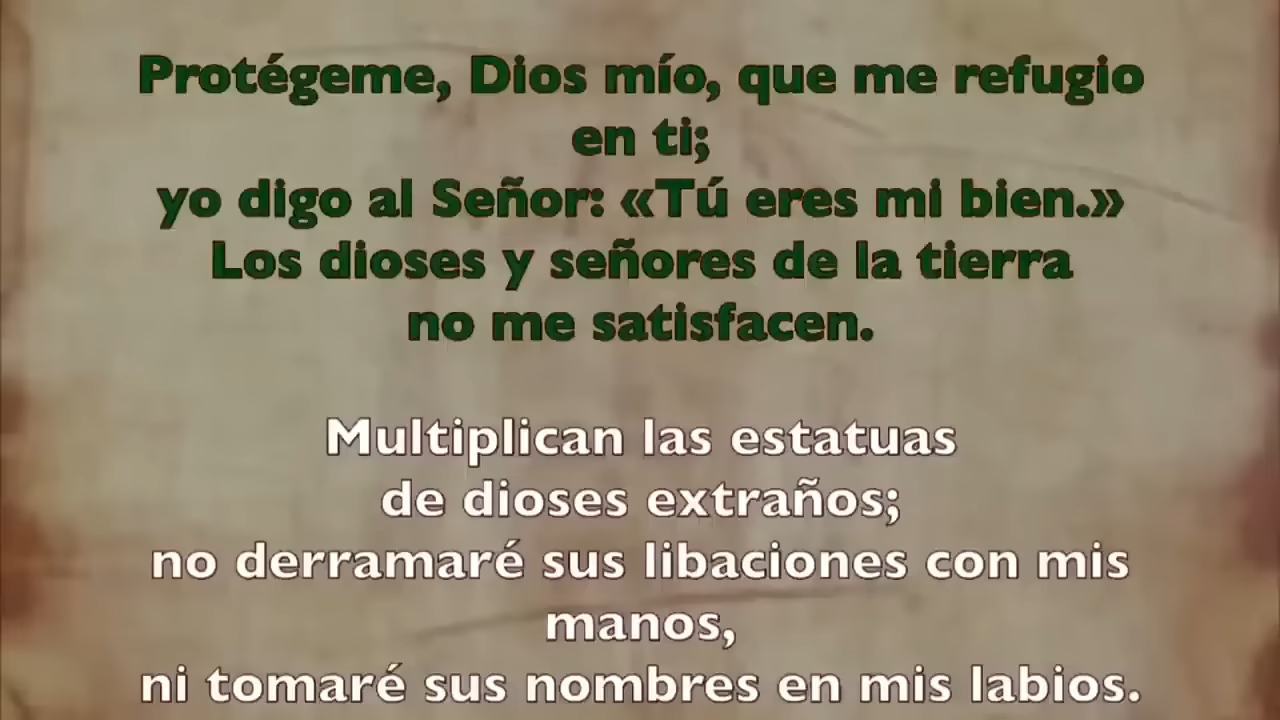 Protégeme, Dios mío, que me refugio
en ti;
yo digo al Señor: «Tú eres mi bien.»
Los dioses y señores de la tierra
no me satisfacen.
Multiplican las estatuas
de dioses extraños;
no derramaré sus libaciones con mis
manos,
ni tomaré sus nombres en mis labios.